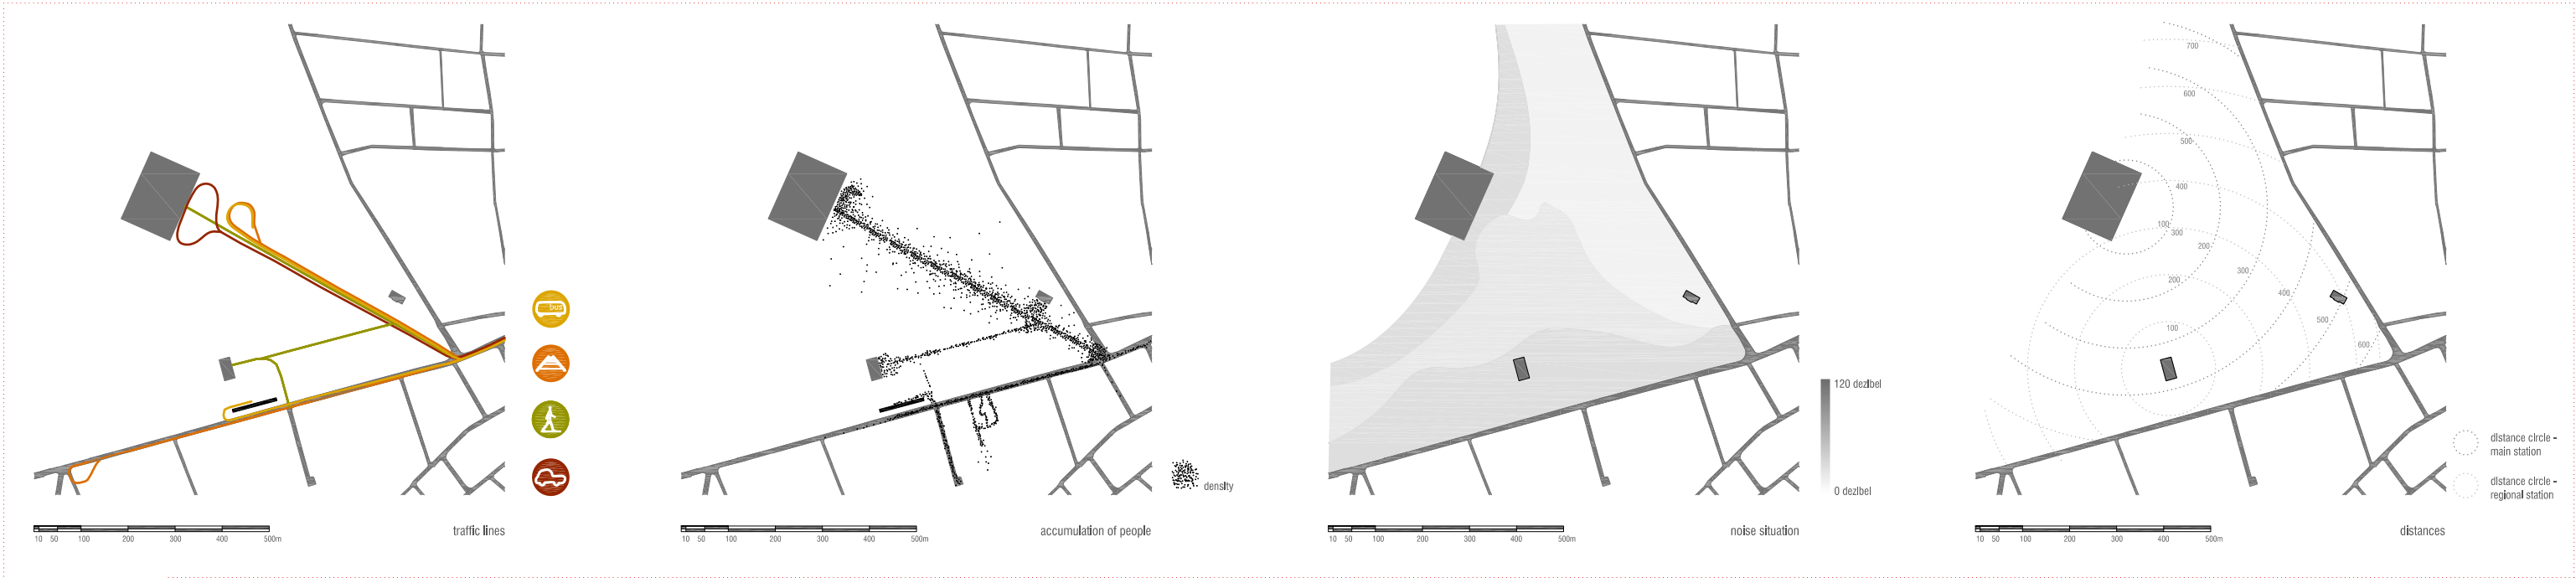 bus
10 50 100 200 300 400 500m
traffic lines
density
10 50 100 200 300 400 500m
accumulation of people
120 dezibel
0 dezibel
10 50 100 200 300 400 500m
noise situation
700
600
500
400
100
300
200
300
200
400
500
100
600
distance circle -
main station
distance circle -
regional station
10 50 100 200 300 400 500m
distances